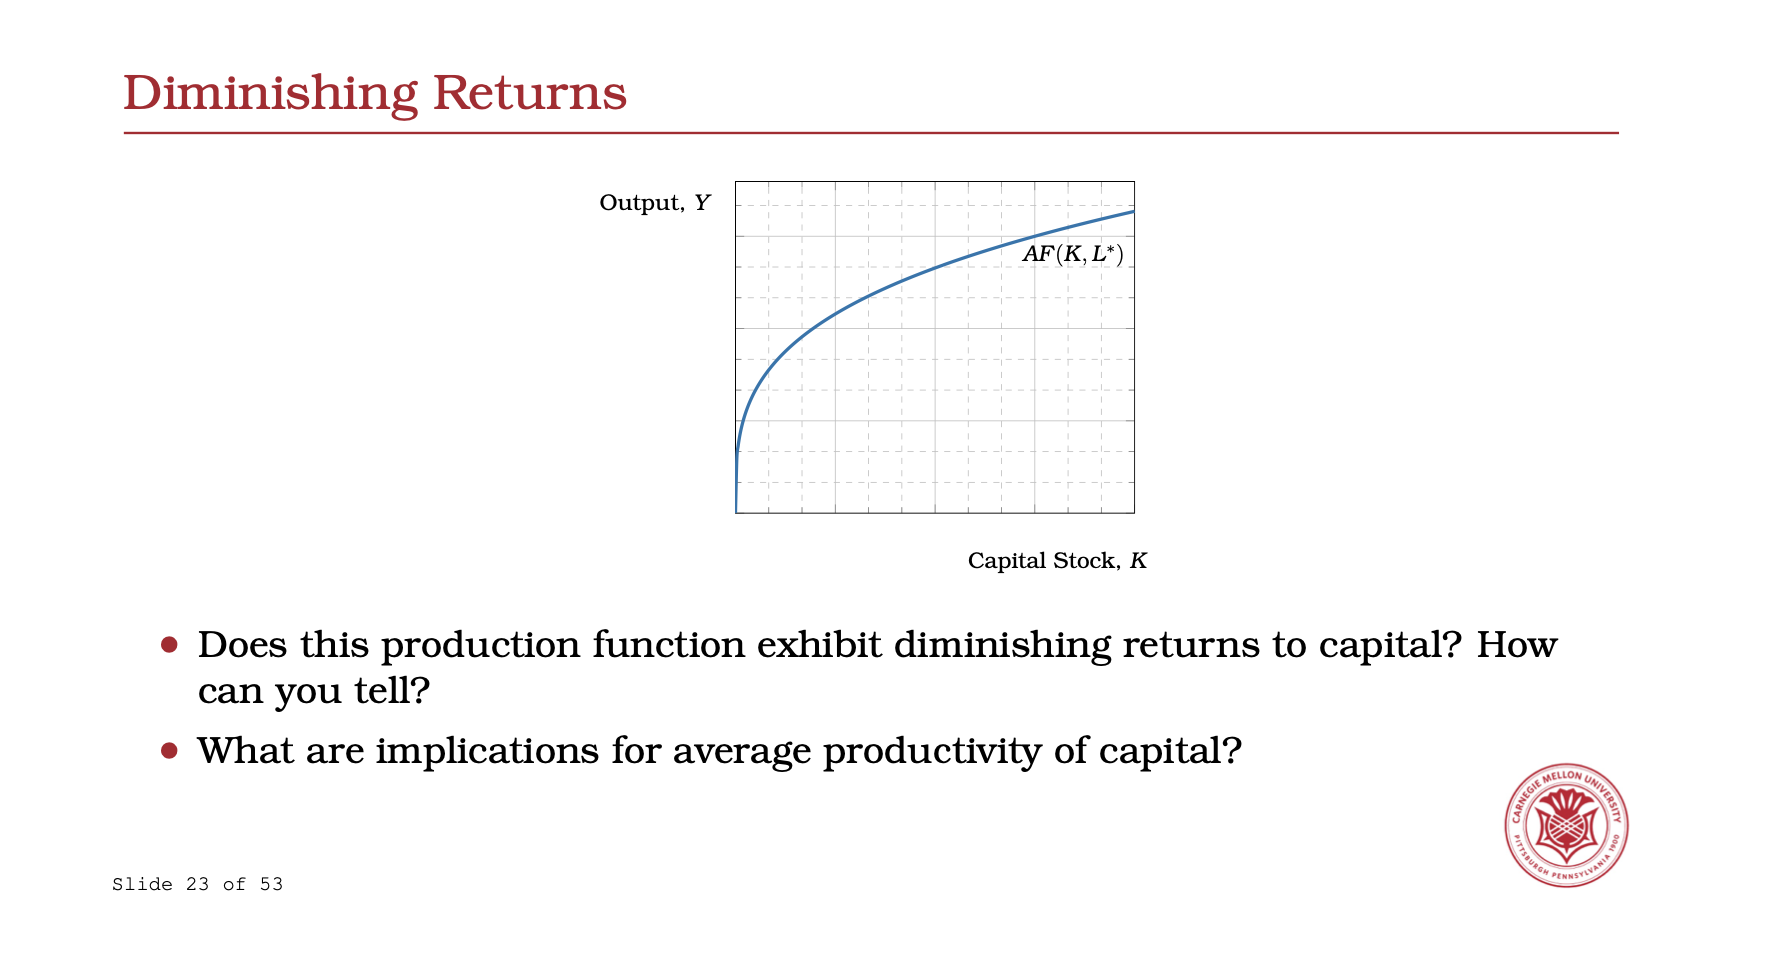 Diminishing Returns
Output, Y
AF(K, L*)
Capital Stock, K
Does this production function exhibit diminishing returns to capital? How
can you tell?
What are implications for average productivity of capital?
CARNEGIE MELLON UNIVERSITY
PITTSBURGH PENNSYLVANIA 1900
Slide 23 of 53